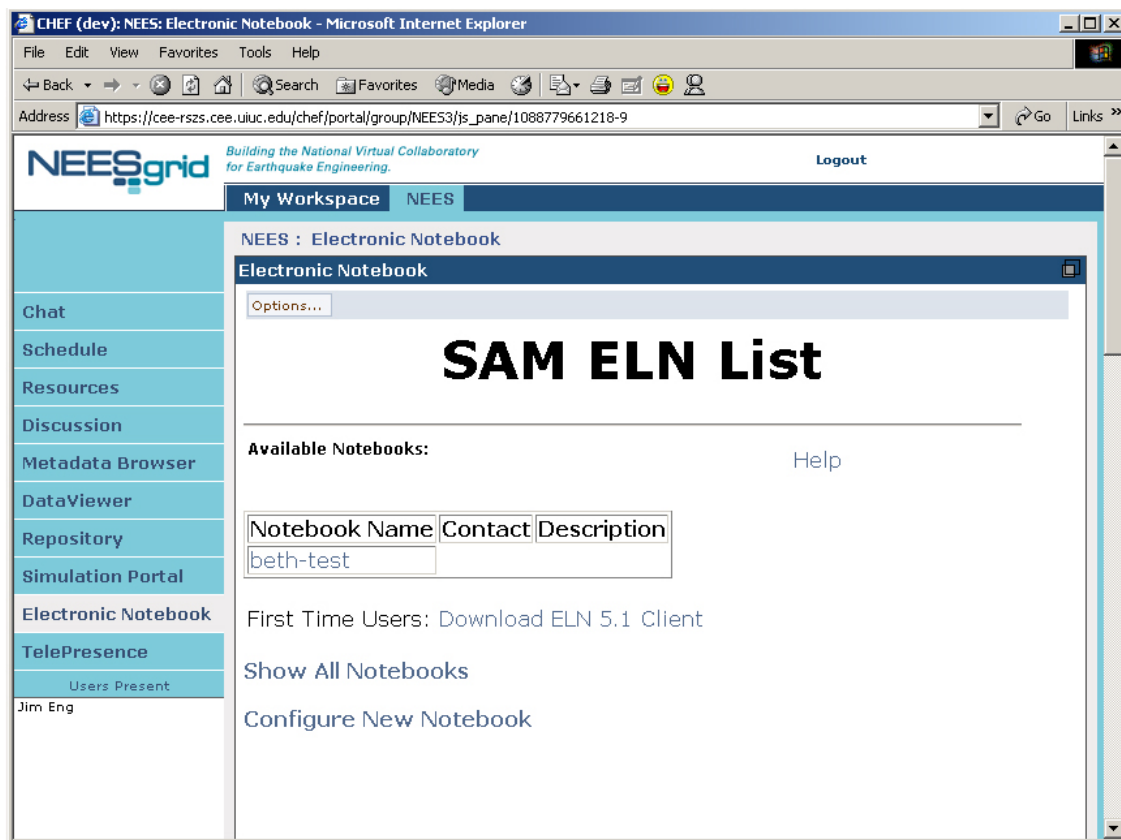 CHEF (dev): NEES: Electronic Notebook - Microsoft Internet Explorer
File Edit View Favorites Tools Help
Back Search Favorites Media
Address https://cee-rszs.cee.uiuc.edu/chef/portal/group/NEES3/js_pane/1088779661218-9 Go Links »
NEESgrid
Building the National Virtual Collaboratory
for Earthquake Engineering.
Logout
My Workspace NEES
NEES : Electronic Notebook
Electronic Notebook
Options...
Chat
Schedule
Resources
Discussion
Metadata Browser
DataViewer
Repository
Simulation Portal
Electronic Notebook
TelePresence
Users Present
Jim Eng
SAM ELN List
Available Notebooks:
Help
Notebook Name Contact Description
beth-test
First Time Users: Download ELN 5.1 Client
Show All Notebooks
Configure New Notebook